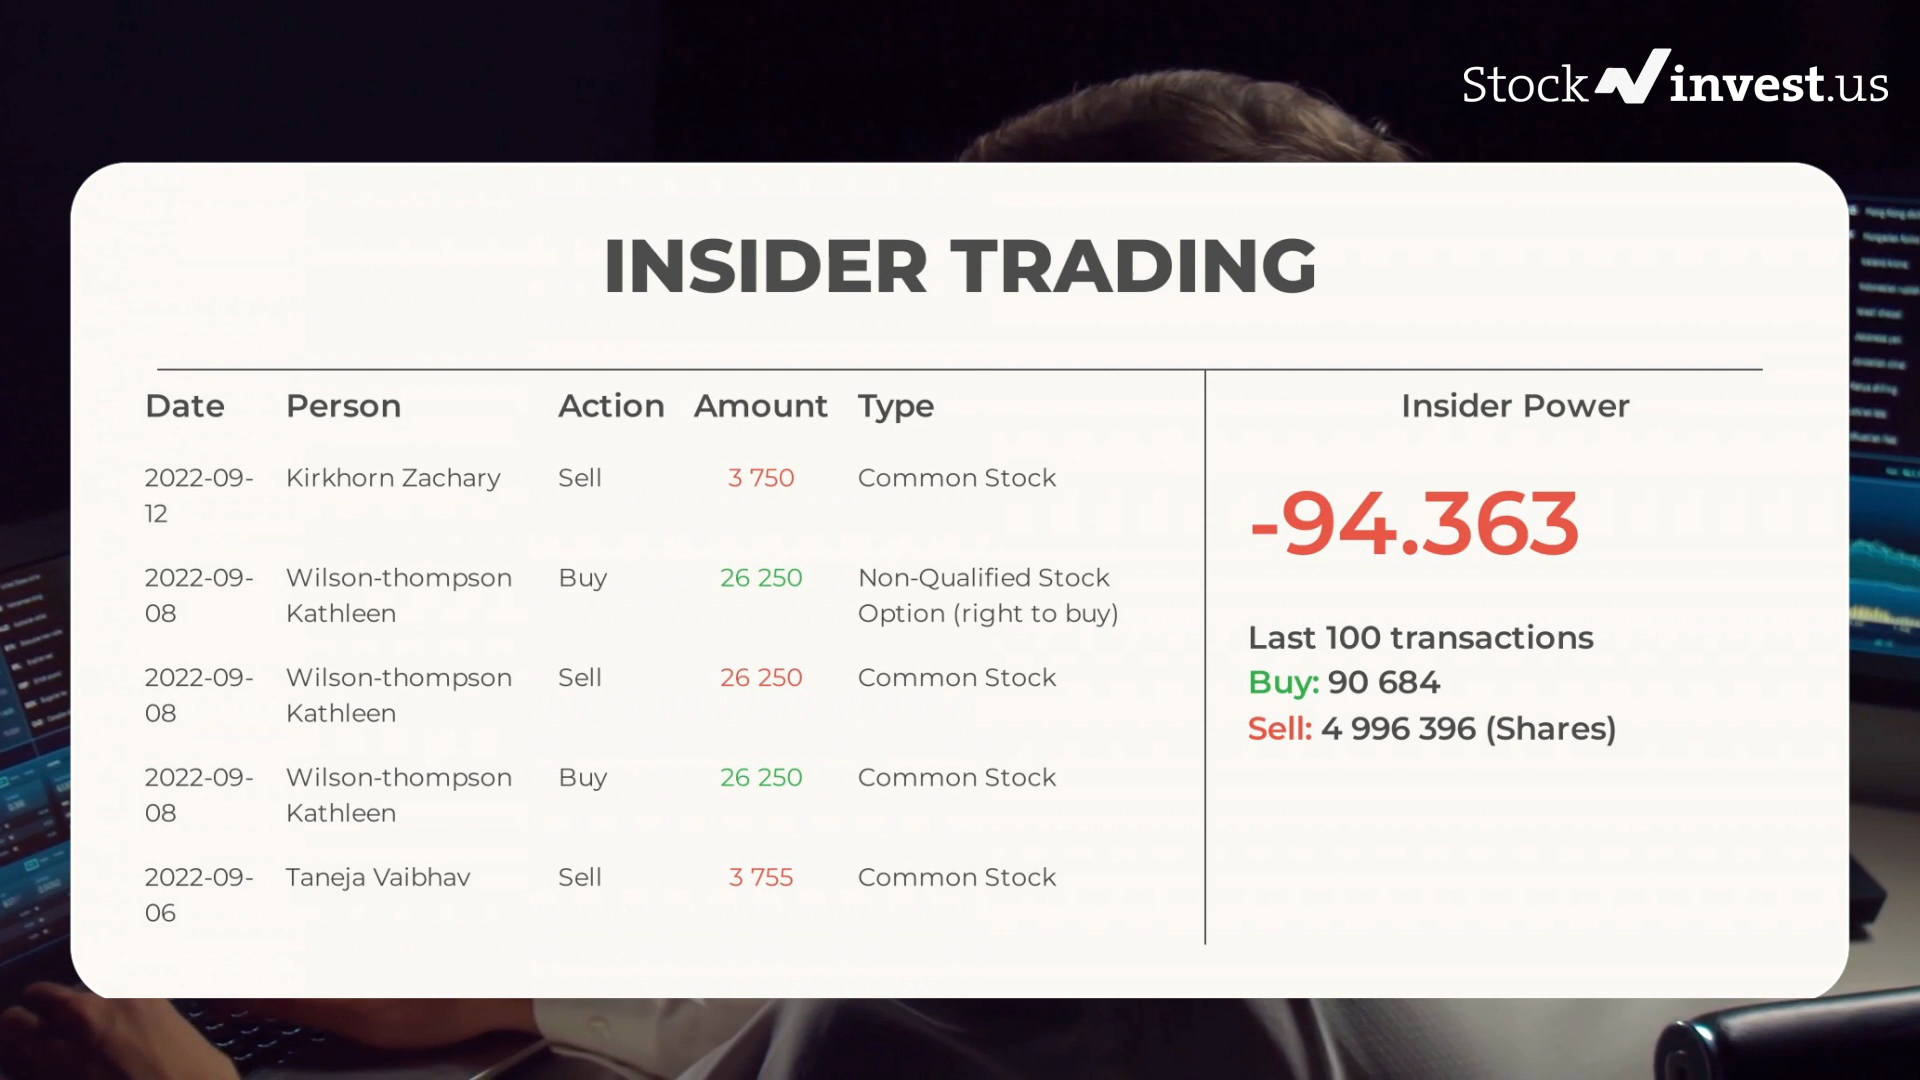 Stock invest.us
INSIDER TRADING
Date Person Action Amount Type
2022-09-
12
Kirkhorn Zachary
Sell
3 750
Common Stock
2022-09-
08
Wilson-thompson
Kathleen
Buy
26 250
Non-Qualified Stock
Option (right to buy)
2022-09-
08
Wilson-thompson
Kathleen
Sell
26 250
Common Stock
2022-09-
08
Wilson-thompson
Kathleen
Buy
26 250
Common Stock
2022-09-
06
Taneja Vaibhav
Sell
3 755
Common Stock
Insider Power
-94.363
Last 100 transactions
Buy: 90 684
Sell: 4 996 396 (Shares)